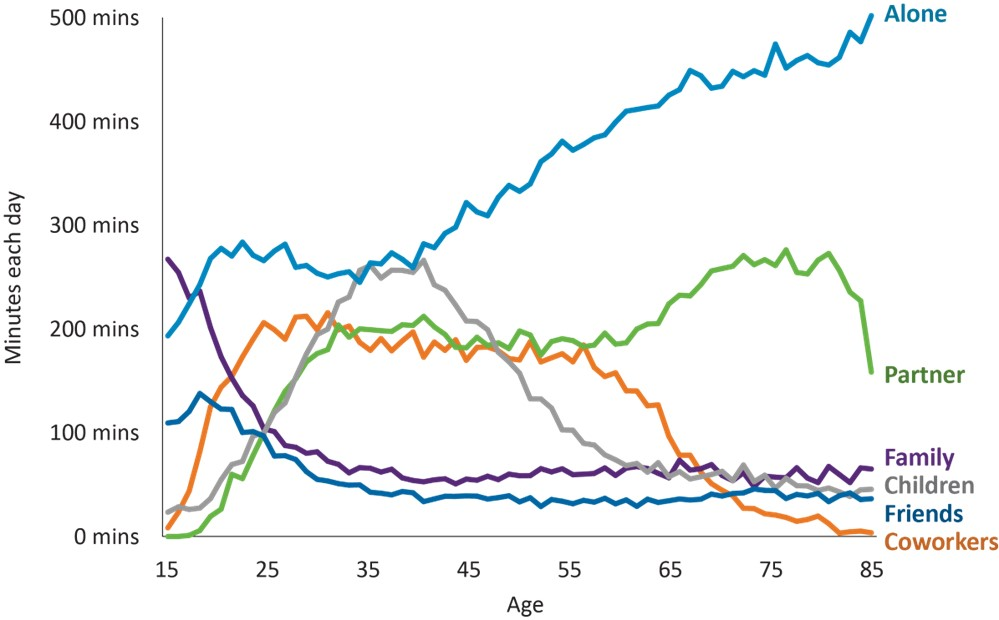 500 mins
400 mins
300 mins
200 mins
100 mins
0 mins
Minutes each day
15 25 35 45 55 65 75 85
Age
Alone
Partner
Family
Children
Friends
Coworkers